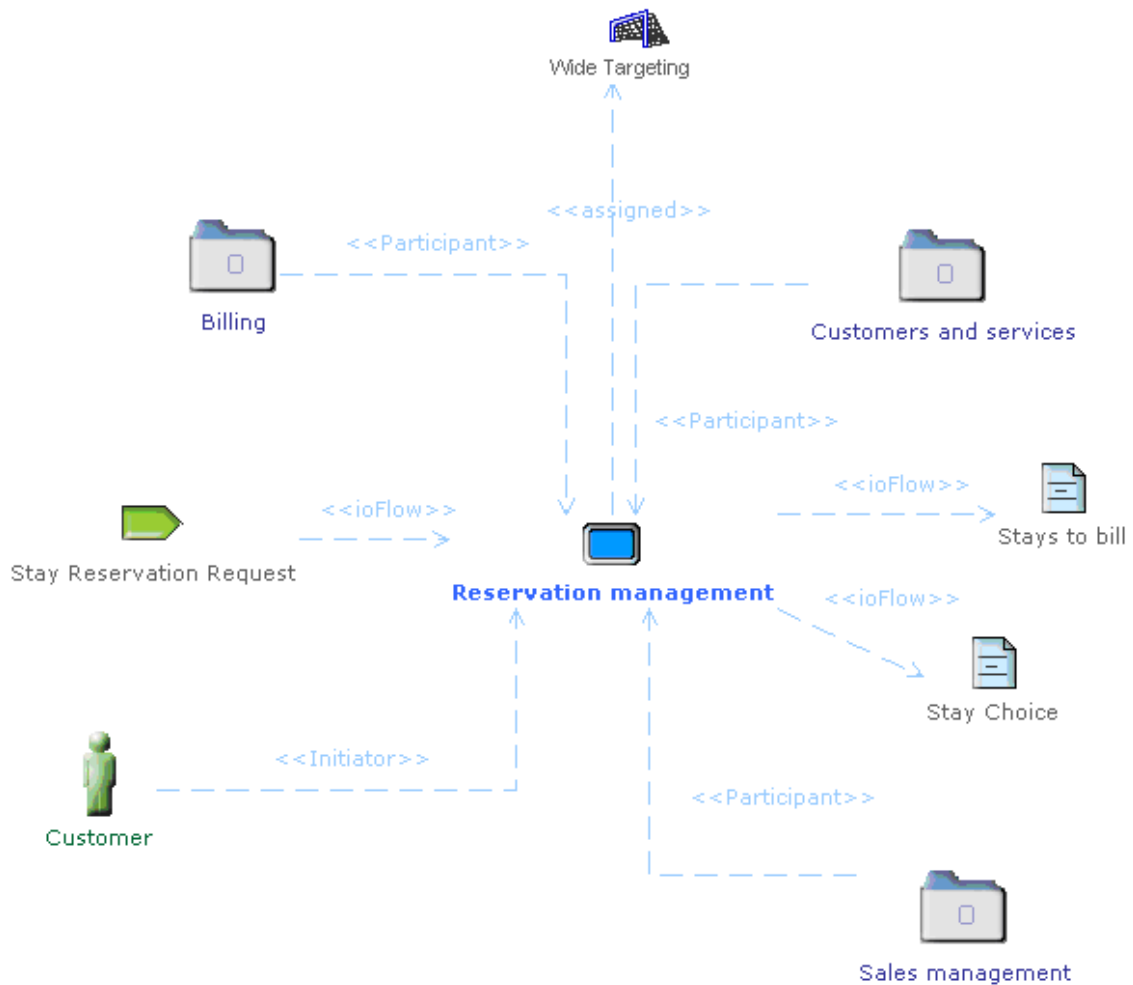 Wide Targeting
<<assigned>>
<<Participant>>
Billing
Customers and services
<<Participant>>
<<ioFlow>>
<<ioFlow>>
Stays to bill
Stay Reservation Request
Reservation management
<<ioFlow>>
Stay Choice
<<Initiator>>
<<Participant>>
Customer
Sales management